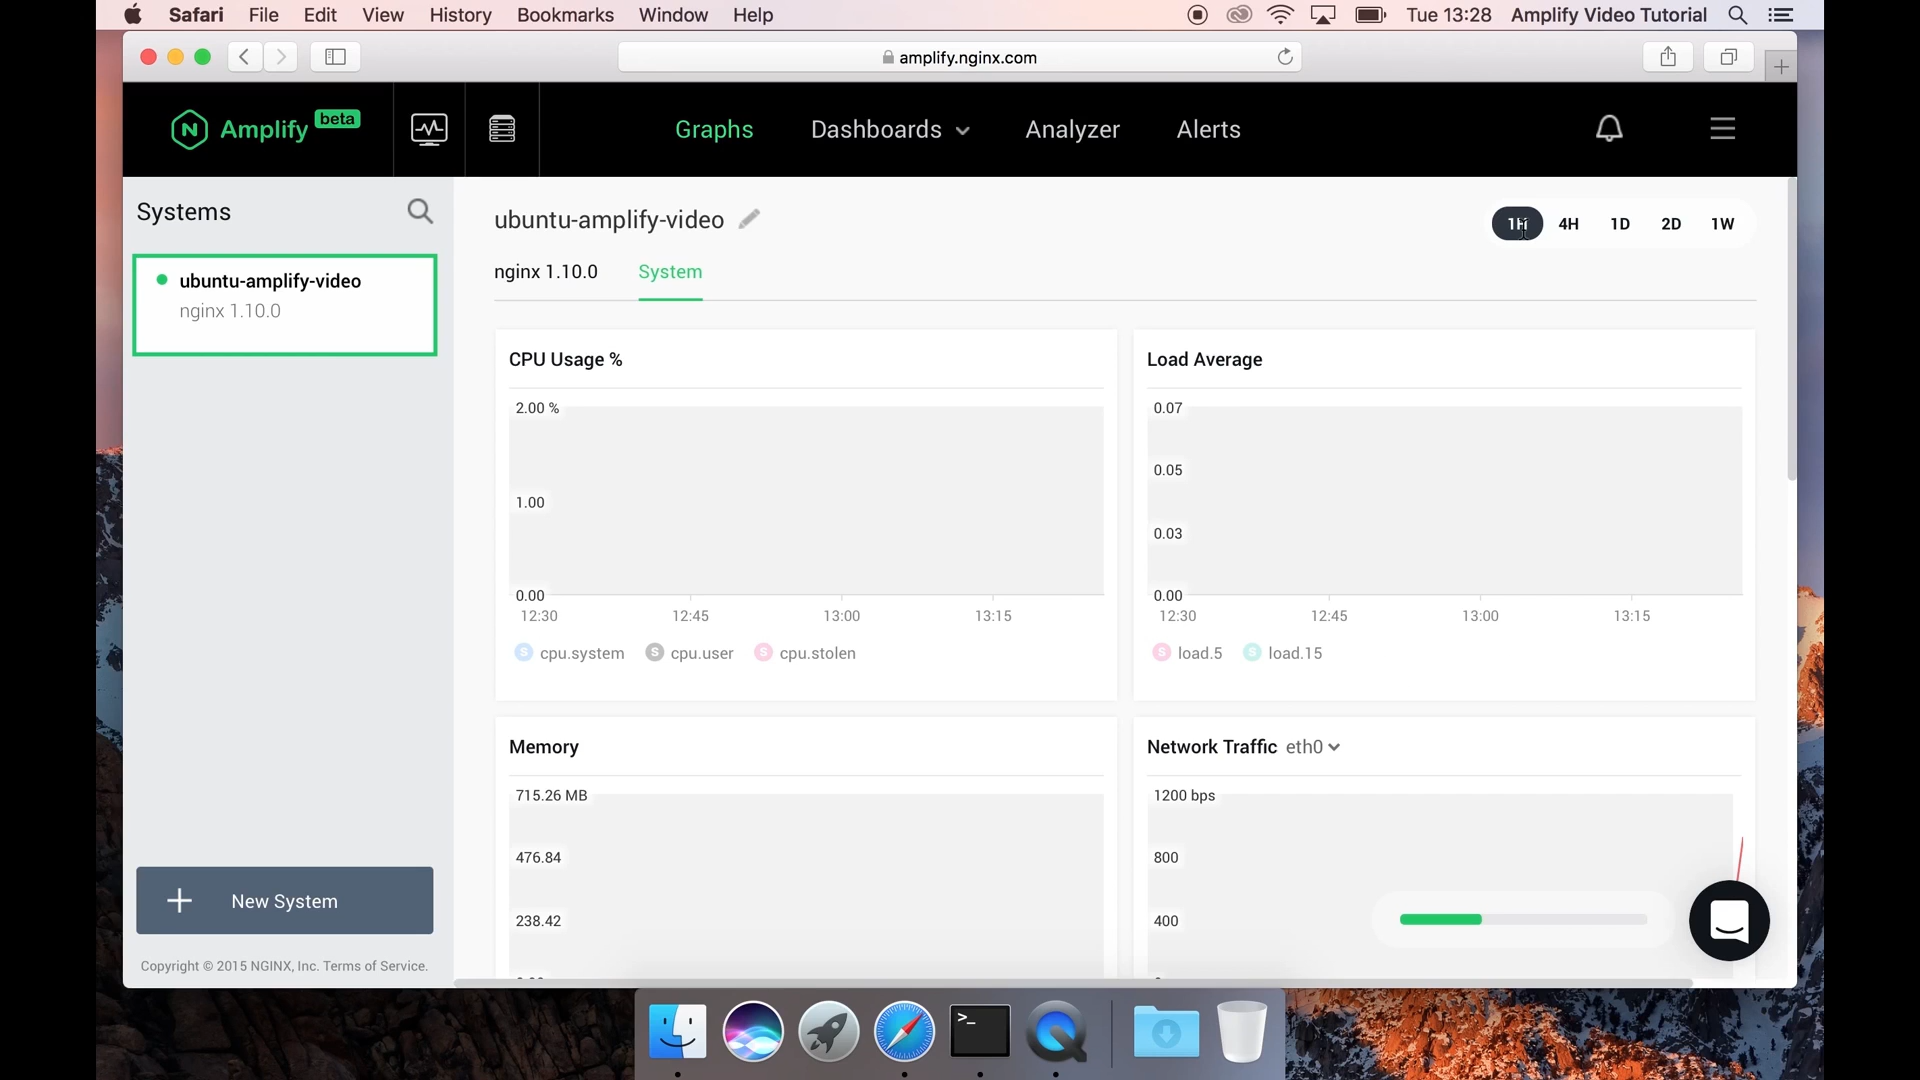 Safari File Edit View History Bookmarks Window Help Tue 13:28 Amplify Video Tutorial
amplify.nginx.com
N Amplify beta Graphs Dashboards Analyzer Alerts
Systems
ubuntu-amplify-video
nginx 1.10.0
New System
Copyright © 2015 NGINX, Inc. Terms of Service.
ubuntu-amplify-video
1H 4H 1D 2D 1W
nginx 1.10.0 System
CPU Usage %
2.00 %
1.00
0.00
12:30 12:45 13:00 13:15
S cpu.system S cpu.user S cpu.stolen
Load Average
0.07
0.05
0.03
0.00
12:30 12:45 13:00 13:15
S load.5 S load.15
Memory
715.26 MB
476.84
238.42
Network Traffic eth0
1200 bps
800
400
>_